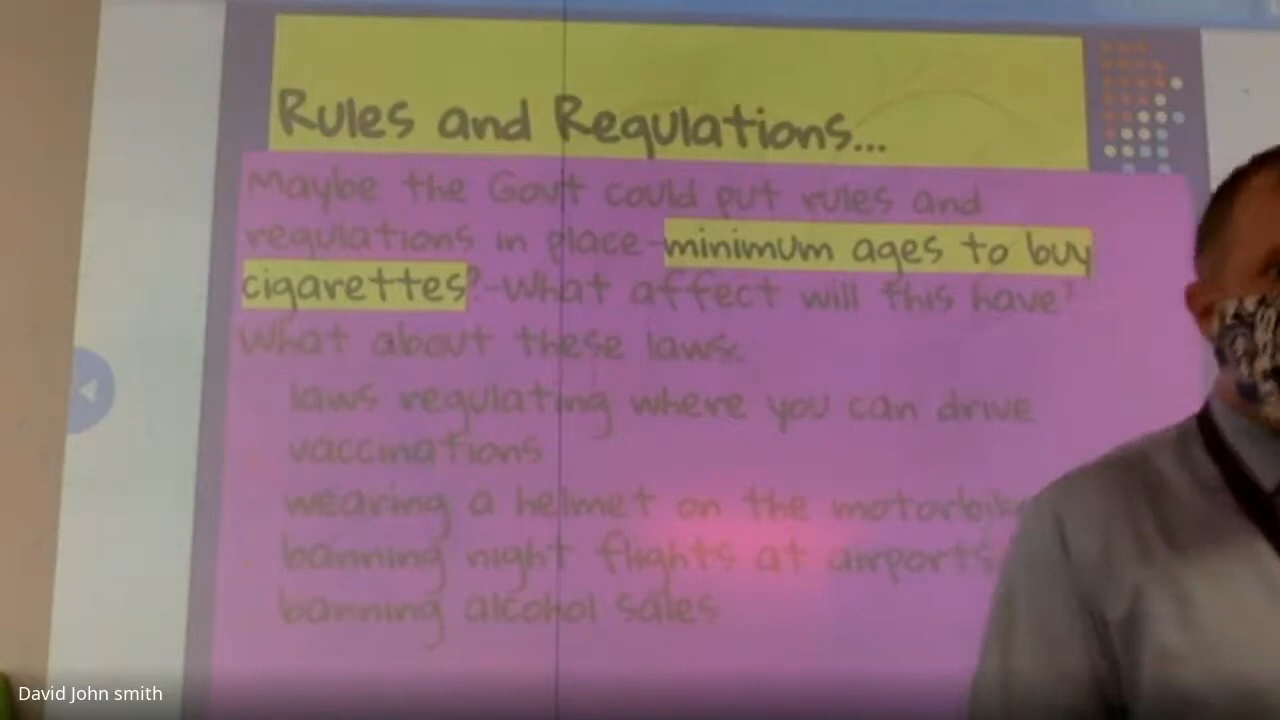 Rules and Regulations...
Maybe the Govt could put rules and
regulations in place-minimum ages to buy
cigarettes?-What affect will this have?
What about these laws:
laws regulating where you can drive
vaccinations
wearing a helmet on the motorbike
banning night flights at airports
banning alcohol sales
David John smith